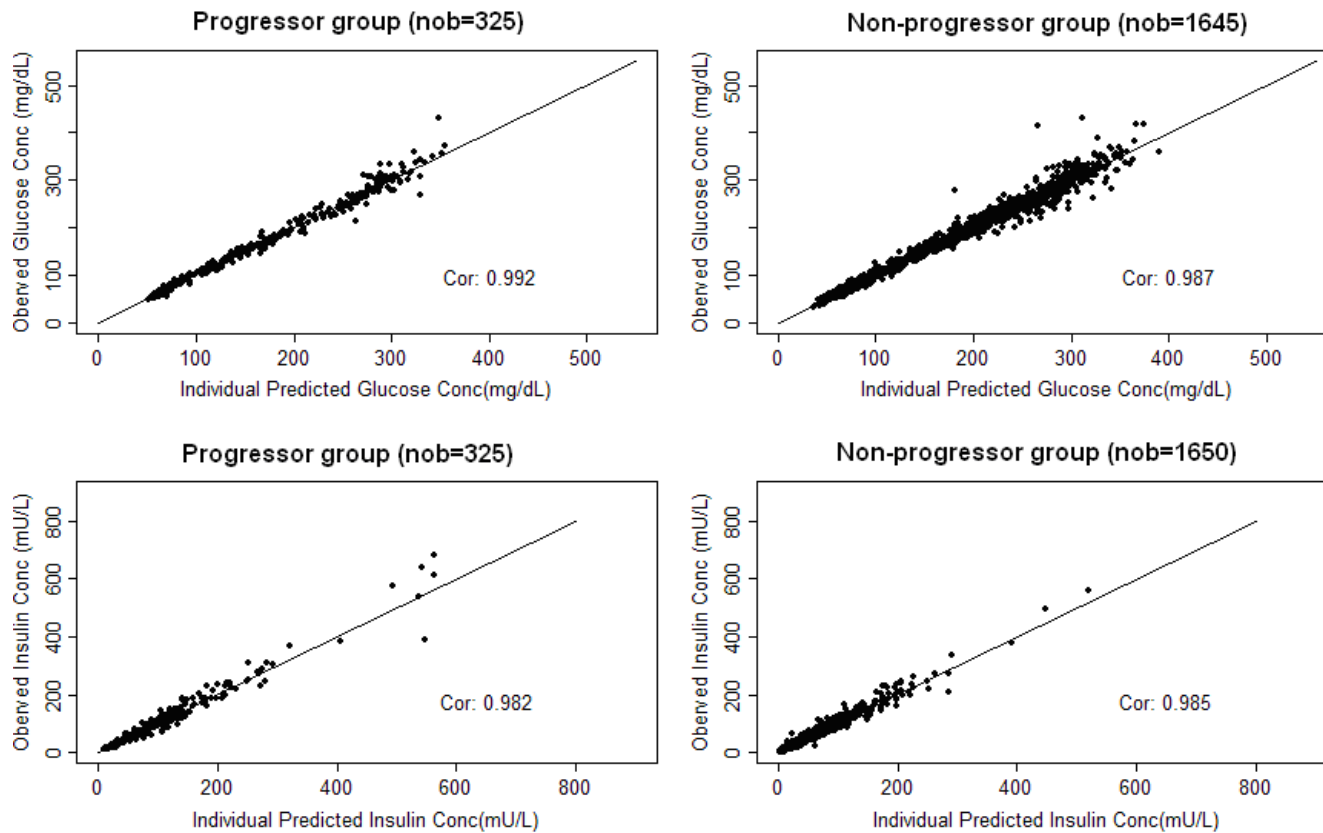 Progressor group (nob=325)
Oberved Glucose Conc (mg/dL)
500
300
100
0
Cor: 0.992
0 100 200 300 400 500
Individual Predicted Glucose Conc(mg/dL)
Non-progressor group (nob=1645)
Oberved Glucose Conc (mg/dL)
500
300
100
0
Cor: 0.987
0 100 200 300 400 500
Individual Predicted Glucose Conc(mg/dL)
Progressor group (nob=325)
Oberved Insulin Conc (mU/L)
800
600
400
200
0
Cor: 0.982
0 200 400 600 800
Individual Predicted Insulin Conc(mU/L)
Non-progressor group (nob=1650)
Oberved Insulin Conc (mU/L)
800
600
400
200
0
Cor: 0.985
0 200 400 600 800
Individual Predicted Insulin Conc(mU/L)